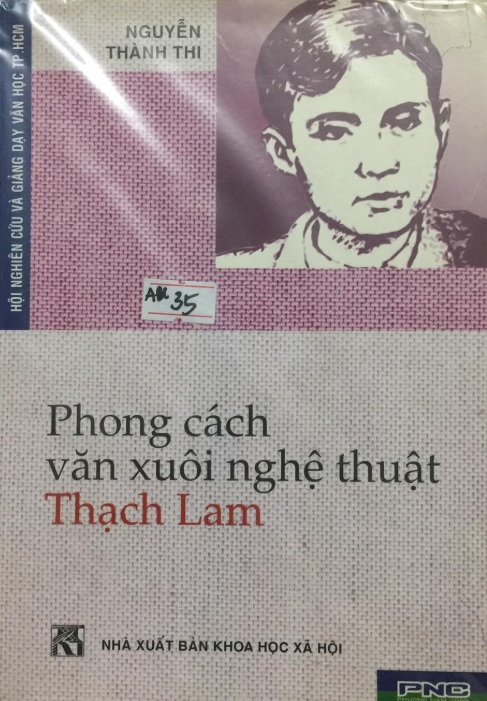 NGUYỄN
THÀNH THI
HỘI NGHIÊN CỨU VÀ GIẢNG DẠY VĂN HỌC TP.HCM
35
Phong cách
văn xuôi nghệ thuật
Thạch Lam
NHÀ XUẤT BẢN KHOA HỌC XÃ HỘI
PNC